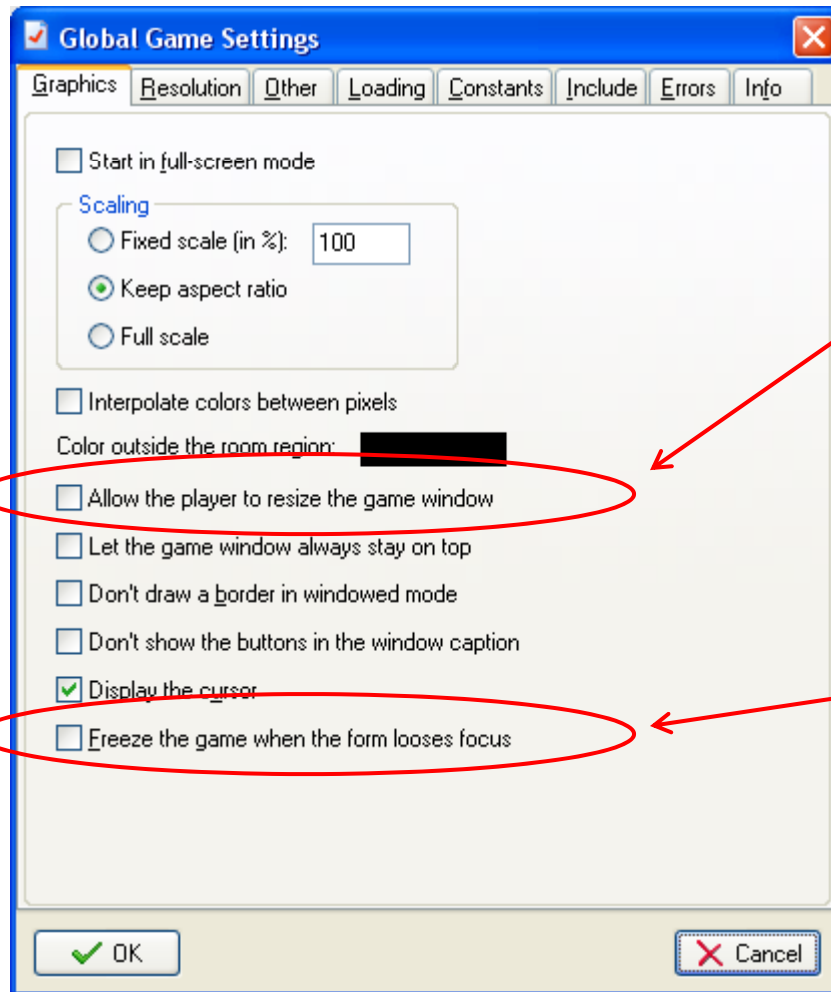 Global Game Settings
Graphics Resolution Other Loading Constants Include Errors Info
Start in full-screen mode
Scaling
Fixed scale (in %): 100
Keep aspect ratio
Full scale
Interpolate colors between pixels
Color outside the room region:
Allow the player to resize the game window
Let the game window always stay on top
Don't draw a border in windowed mode
Don't show the buttons in the window caption
Display the cursor
Freeze the game when the form looses focus
OK Cancel